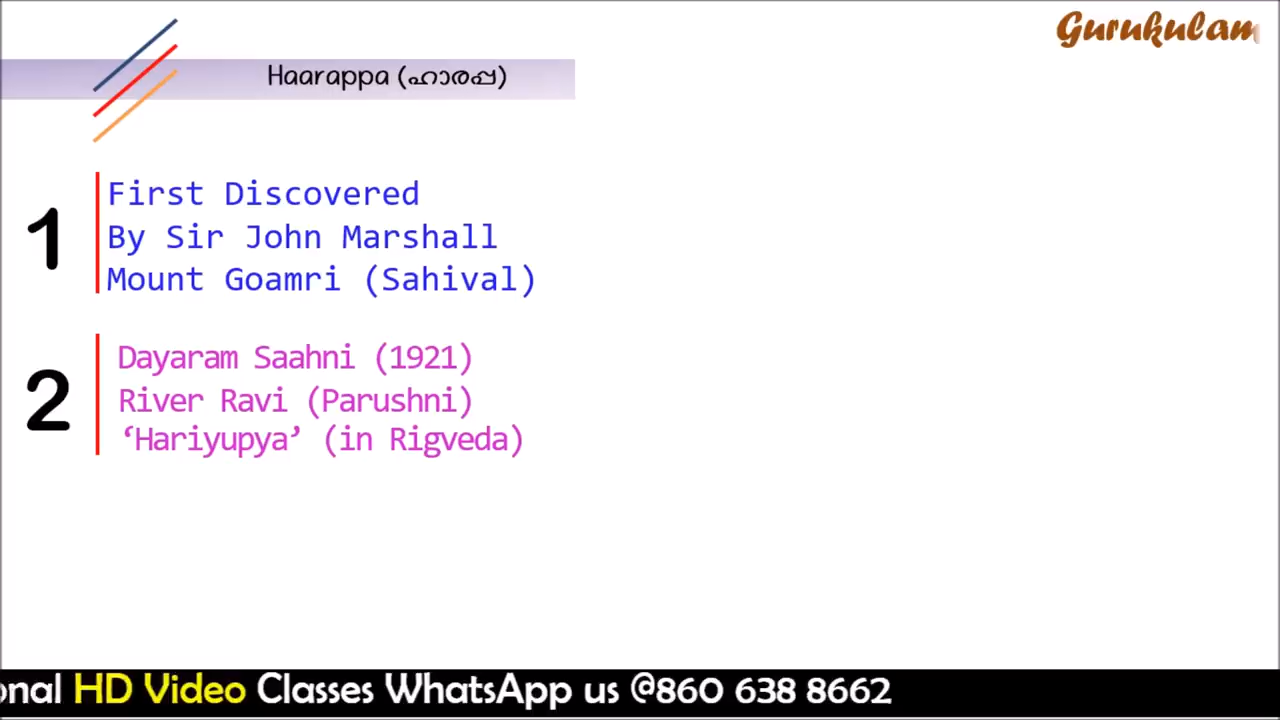 Gurukulam
Haarappa (ഹാരപ്പ)
1
First Discovered
By Sir John Marshall
Mount Goamri (Sahival)
2
Dayaram Saahni (1921)
River Ravi (Parushni)
‘Hariyupya’ (in Rigveda)
onal HD Video Classes WhatsApp us @860 638 8662